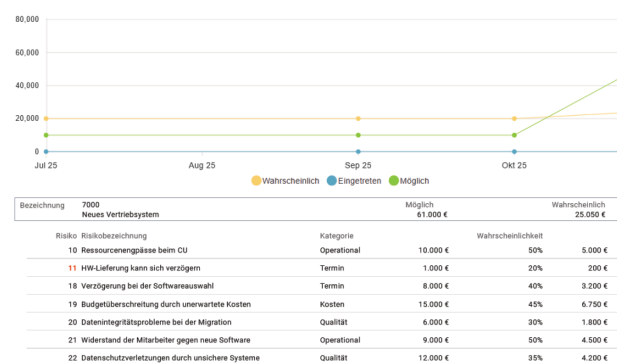 80,000
60,000
40,000
20,000
0
Jul 25 Aug 25 Sep 25 Okt 25
Wahrscheinlich Eingetreten Möglich
Bezeichnung 7000 Möglich Wahrscheinlich
Neues Vertriebsystem 61.000 € 25.050 €
Risiko Risikobezeichnung Kategorie Wahrscheinlichkeit
10 Ressourcenengpässe beim CU Operational 10.000 € 50% 5.000 €
11 HW-Lieferung kann sich verzögern Termin 1.000 € 20% 200 €
18 Verzögerung bei der Softwareauswahl Termin 8.000 € 40% 3.200 €
19 Budgetüberschreitung durch unerwartete Kosten Kosten 15.000 € 45% 6.750 €
20 Datenintegritätsprobleme bei der Migration Qualität 6.000 € 30% 1.800 €
21 Widerstand der Mitarbeiter gegen neue Software Operational 9.000 € 50% 4.500 €
22 Datenschutzverletzungen durch unsichere Systeme Qualität 12.000 € 35% 4.200 €